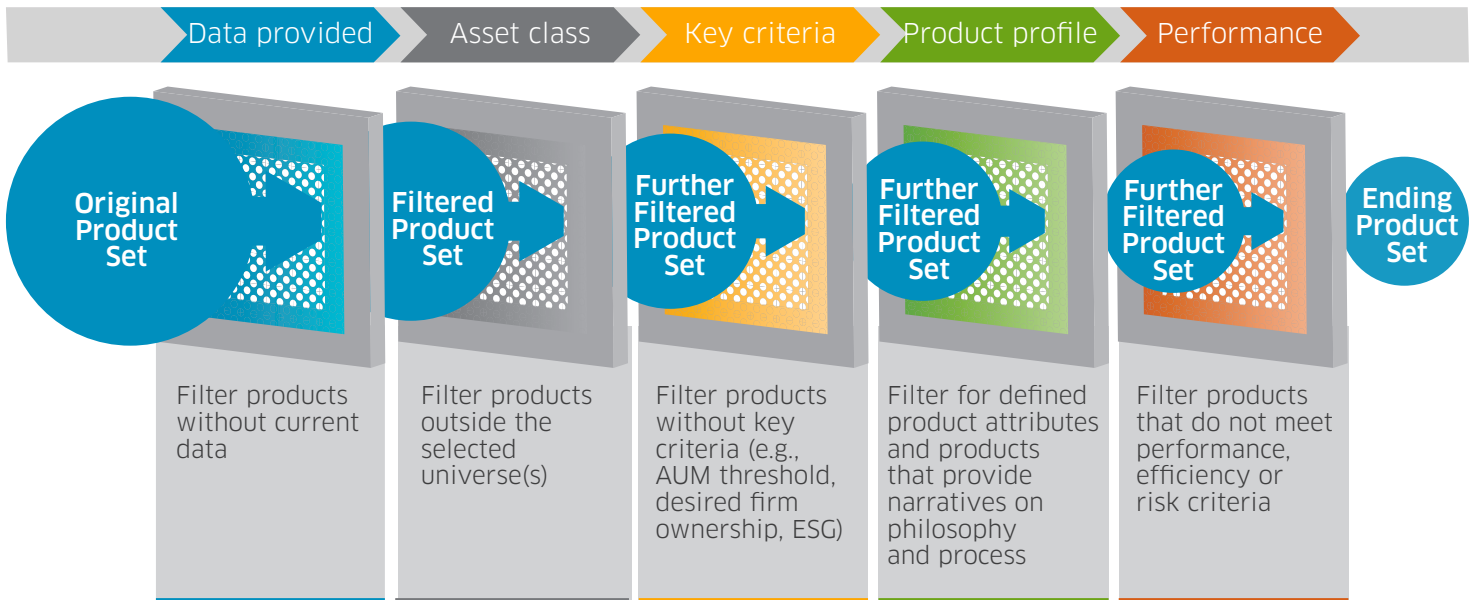 Data provided
Asset class
Key criteria
Product profile
Performance
Original
Product
Set
Filtered
Product
Set
Further
Filtered
Product
Set
Further
Filtered
Product
Set
Further
Filtered
Product
Set
Ending
Product
Set
Filter products
without current
data
Filter products
outside the
selected
universe(s)
Filter products
without key
criteria (e.g.,
AUM threshold,
desired firm
ownership, ESG)
Filter for defined
product attributes
and products
that provide
narratives on
philosophy
and process
Filter products
that do not meet
performance,
efficiency or
risk criteria